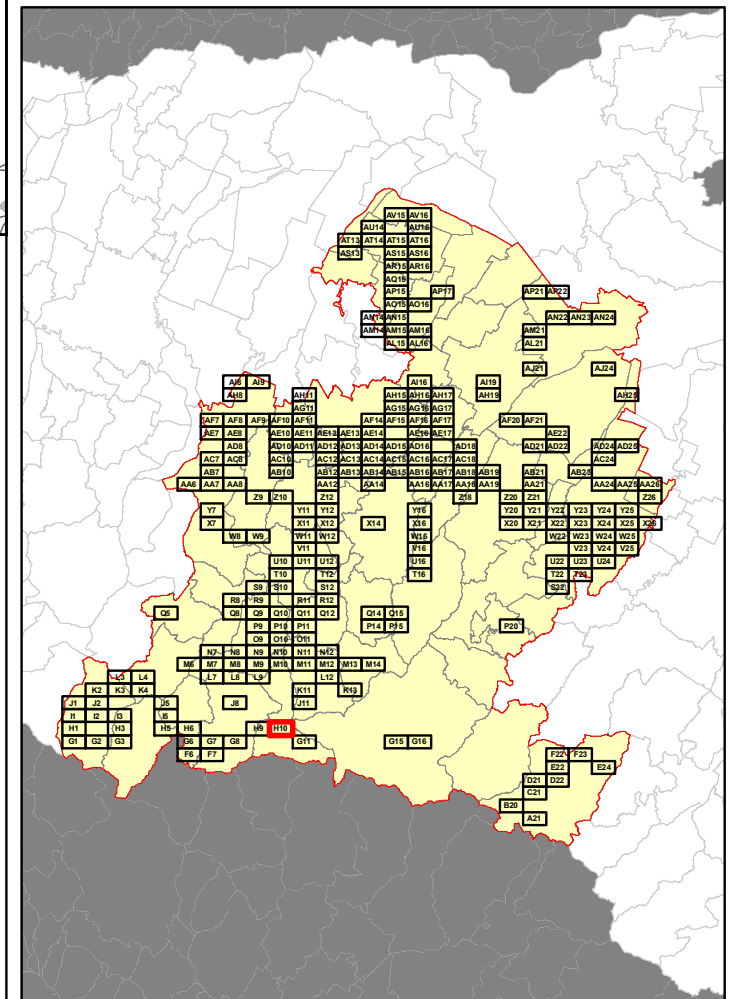 AV15 AV16
AU14 AU16
AT13 AT14 AT15 AT16
AS13 AS15 AS16
AR15 AR16
AQ15
AP15 AP17 AP21 AP22
AO15 AO16
AN14 AN15 AN22 AN23 AN24
AM14 AM15 AM16 AM21
AL15 AL16 AL21
AJ21 AJ24
AI8 AI9 AI16 AI19
AH8 AH11 AH15 AH16 AH17 AH19 AH25
AG11 AG15 AG16 AG17
AF7 AF8 AF9 AF10 AF11 AF14 AF15 AF16 AF17 AF20 AF21
AE7 AE8 AE10 AE11 AE12 AE13 AE14 AE16 AE17 AE22
AD8 AD10 AD11 AD12 AD13 AD14 AD15 AD16 AD18 AD21 AD22 AD24 AD25
AC7 AC8 AC10 AC12 AC13 AC14 AC15 AC16 AC17 AC18 AC24
AB7 AB10 AB12 AB13 AB14 AB15 AB16 AB17 AB18 AB19 AB21 AB23
AA6 AA7 AA8 AA12 AA14 AA16 AA17 AA18 AA19 AA21 AA24 AA25 AA26
Z9 Z10 Z12 Z18 Z20 Z21 Z26
Y7 Y11 Y12 Y16 Y20 Y21 Y22 Y23 Y24 Y25
X7 X11 X12 X14 X16 X20 X21 X22 X23 X24 X25 X26
W8 W9 W11 W12 W16 W22 W23 W24 W25
V11 V16 V23 V24 V25
U10 U11 U12 U16 U22 U23 U24
T10 T12 T16 T22 T23
S9 S10 S12 S22
R8 R9 R11 R12
Q5 Q8 Q9 Q10 Q11 Q12 Q14 Q15
P9 P10 P11 P14 P15 P20
O9 O10 O11
N7 N8 N9 N10 N11 N12
M6 M7 M8 M9 M10 M11 M12 M13 M14
L3 L4 L7 L8 L9 L12
K2 K3 K4 K11 K13
J1 J2 J5 J8 J11
I1 I2 I3 I5
H1 H3 H5 H6 H9 H10
G1 G2 G3 G6 G7 G8 G11 G15 G16
F6 F7 F22 F23
E22 E24
D21 D22
C21
B20
A21